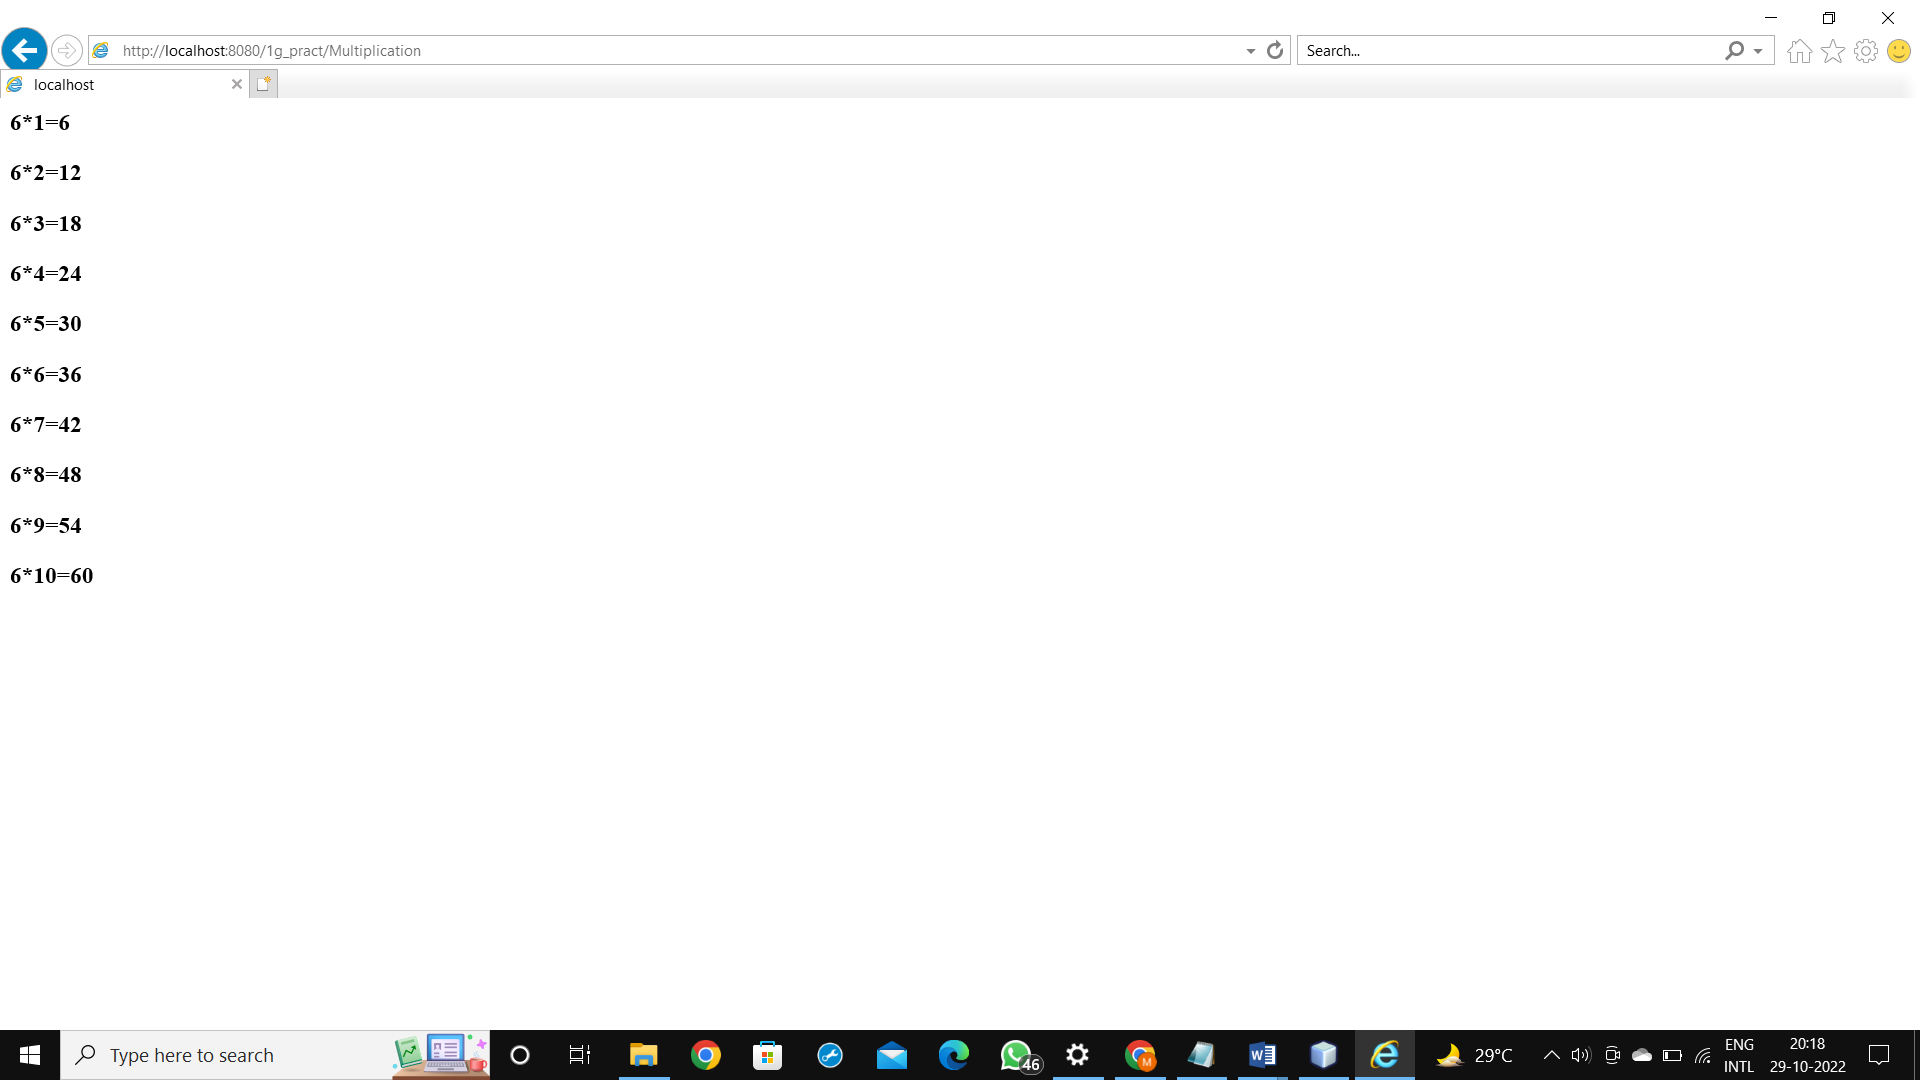 http://localhost:8080/1g_pract/Multiplication
Search...
localhost
6*1=6
6*2=12
6*3=18
6*4=24
6*5=30
6*6=36
6*7=42
6*8=48
6*9=54
6*10=60
Type here to search
46
M
29°C
ENG
INTL
20:18
29-10-2022